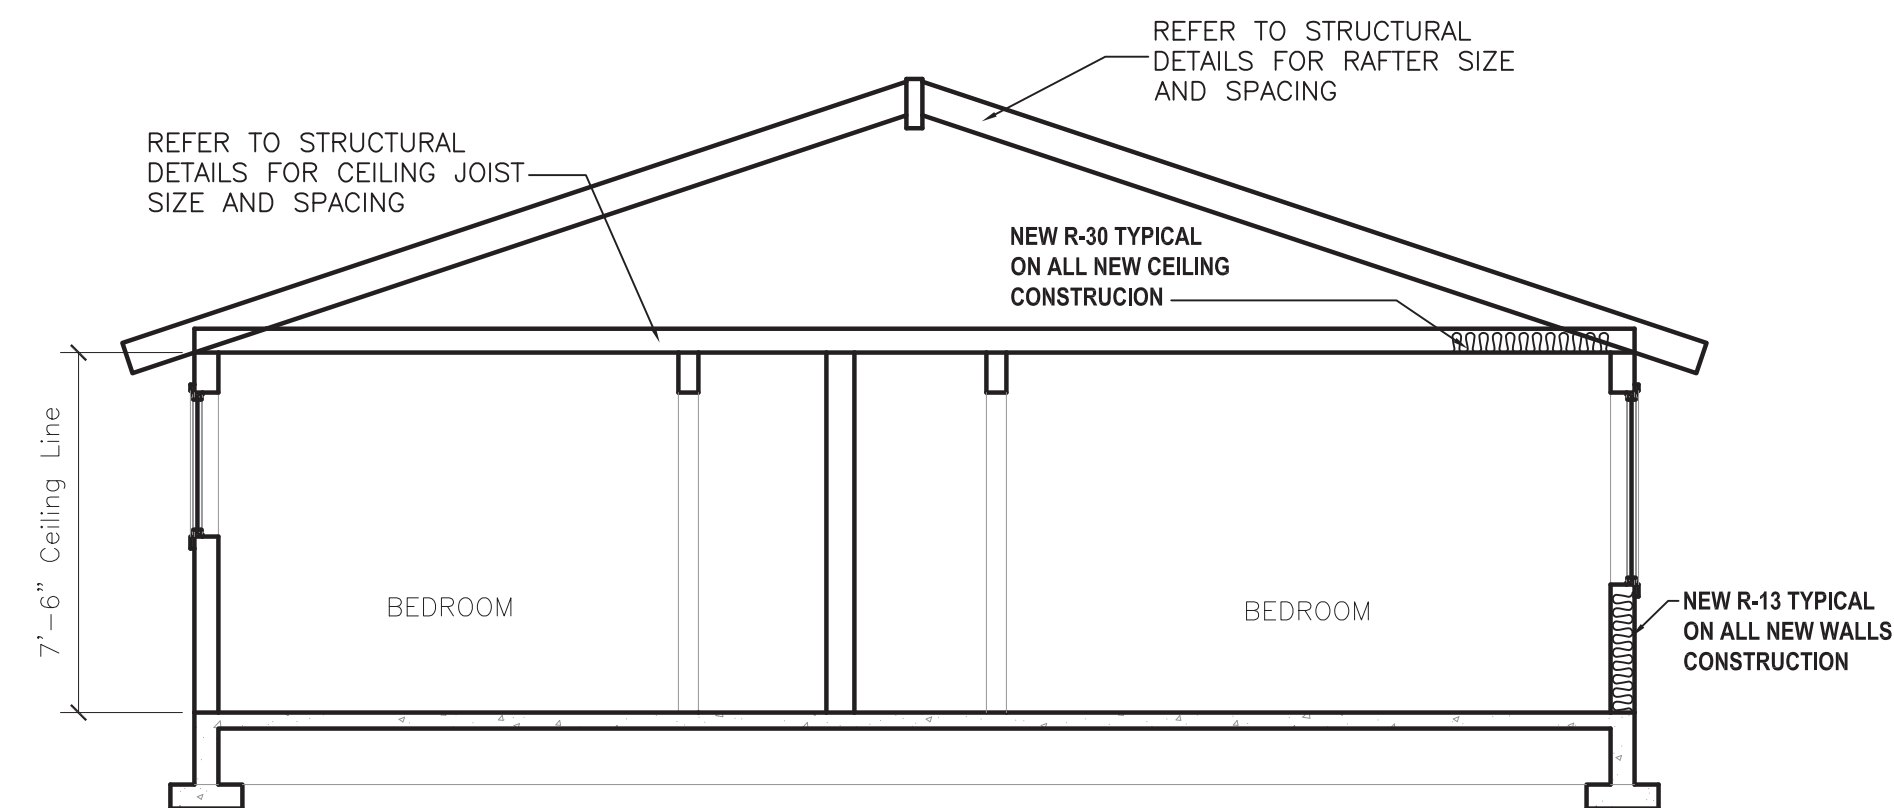 REFER TO STRUCTURAL
DETAILS FOR RAFTER SIZE
AND SPACING
REFER TO STRUCTURAL
DETAILS FOR CEILING JOIST
SIZE AND SPACING
NEW R-30 TYPICAL
ON ALL NEW CEILING
CONSTRUCION
7'-6" Ceiling Line
BEDROOM
BEDROOM
NEW R-13 TYPICAL
ON ALL NEW WALLS
CONSTRUCTION